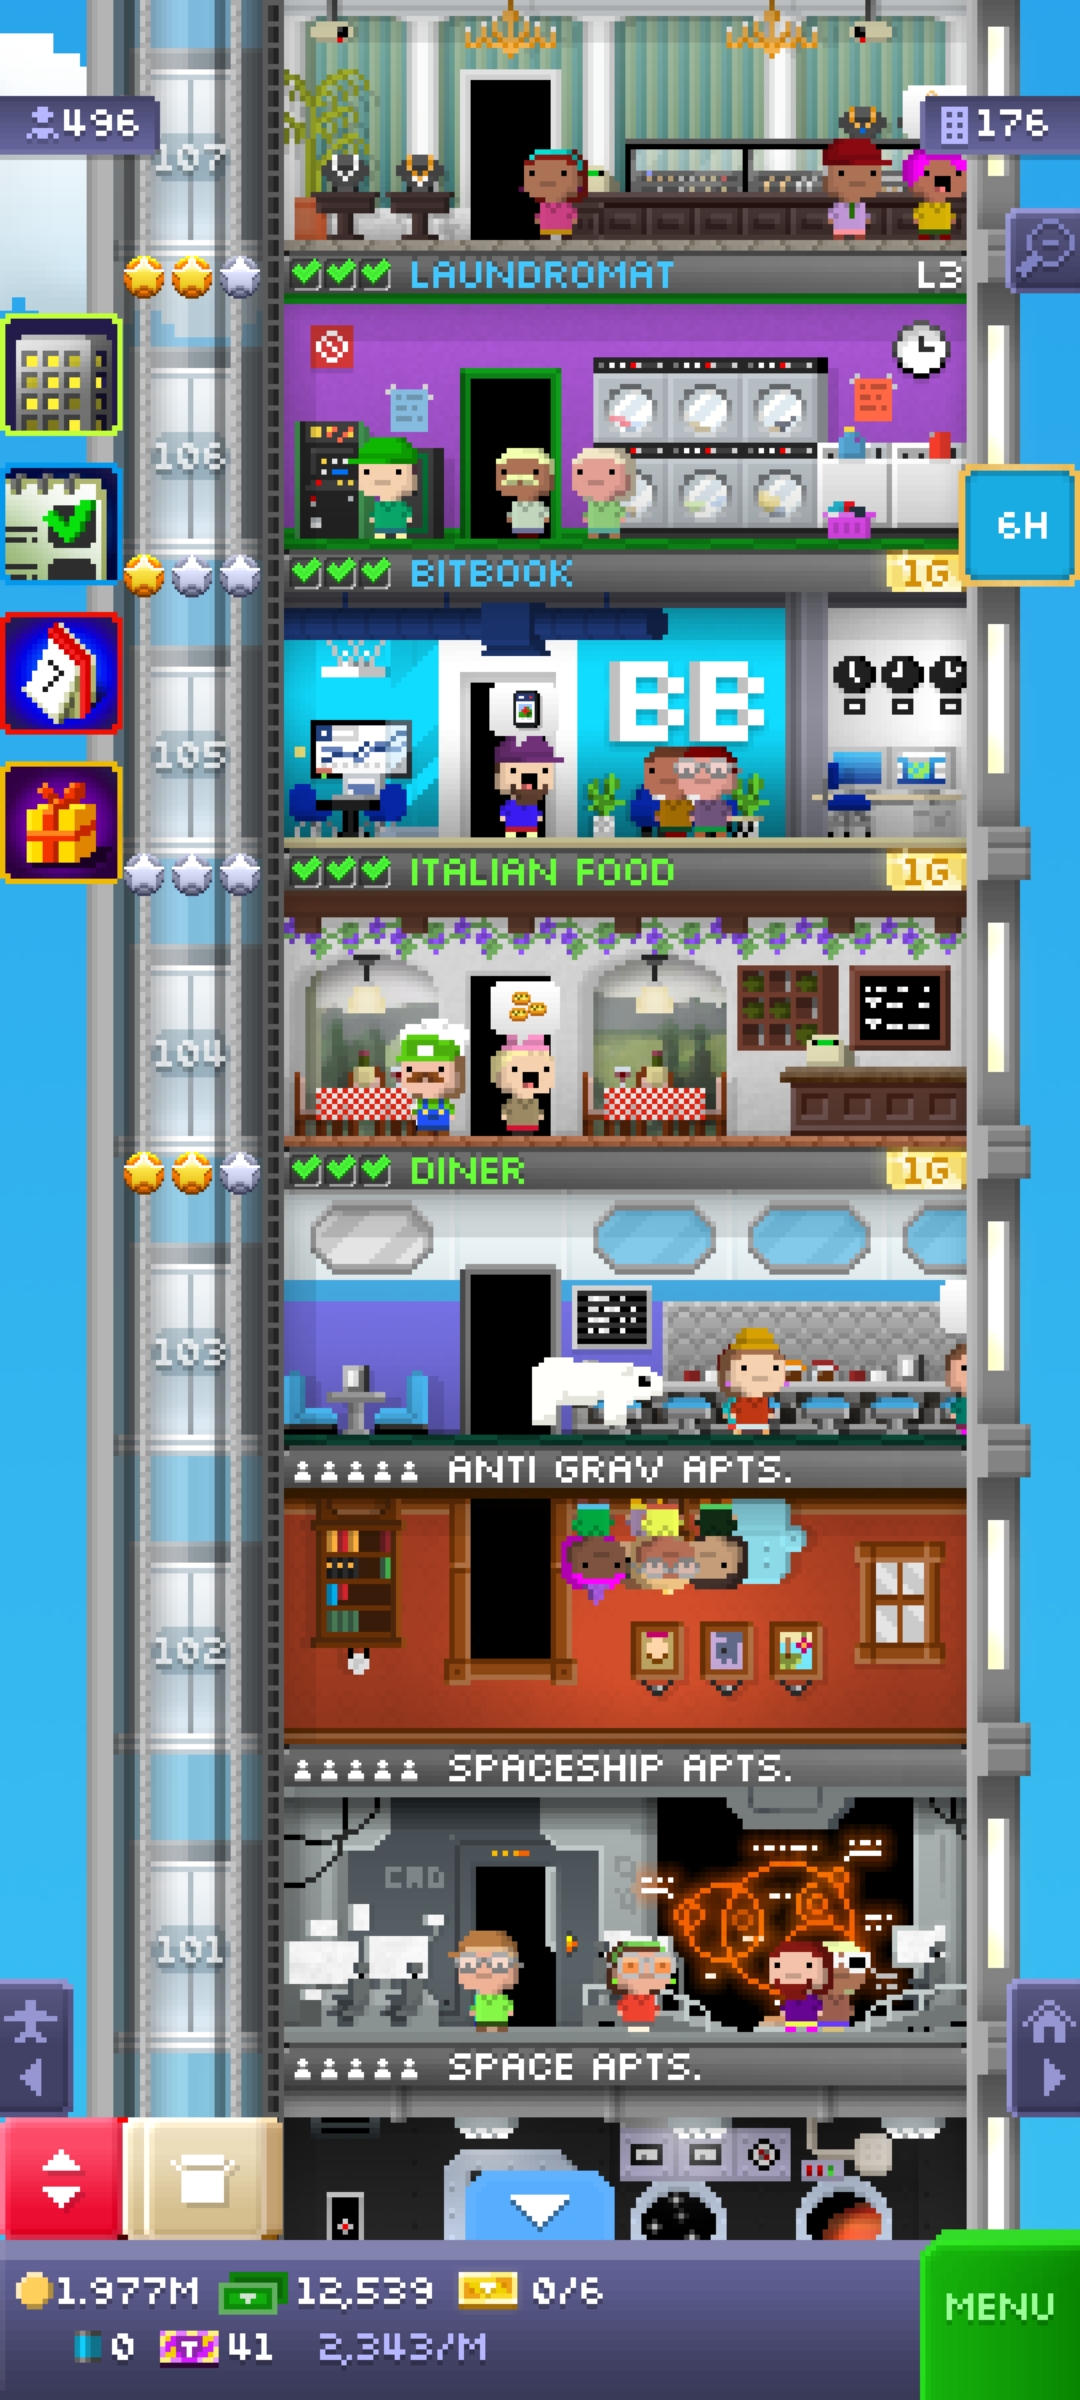 496
176
107
LAUNDROMAT L3
106
6H
BITBOOK 1G
BB
105
ITALIAN FOOD 1G
104
DINER 1G
103
ANTI GRAV APTS.
102
SPACESHIP APTS.
CMD
101
SPACE APTS.
1.977M 12,539 0/6
0 41 2,343/M
MENU